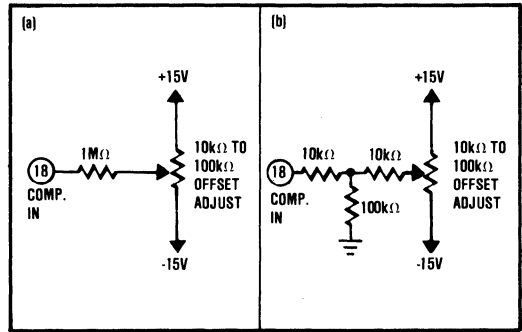 (a)
+15V
1MΩ
18
COMP.
IN
10kΩ TO
100kΩ
OFFSET
ADJUST
-15V
(b)
+15V
10kΩ
10kΩ
18
COMP.
IN
100kΩ
10kΩ TO
100kΩ
OFFSET
ADJUST
-15V